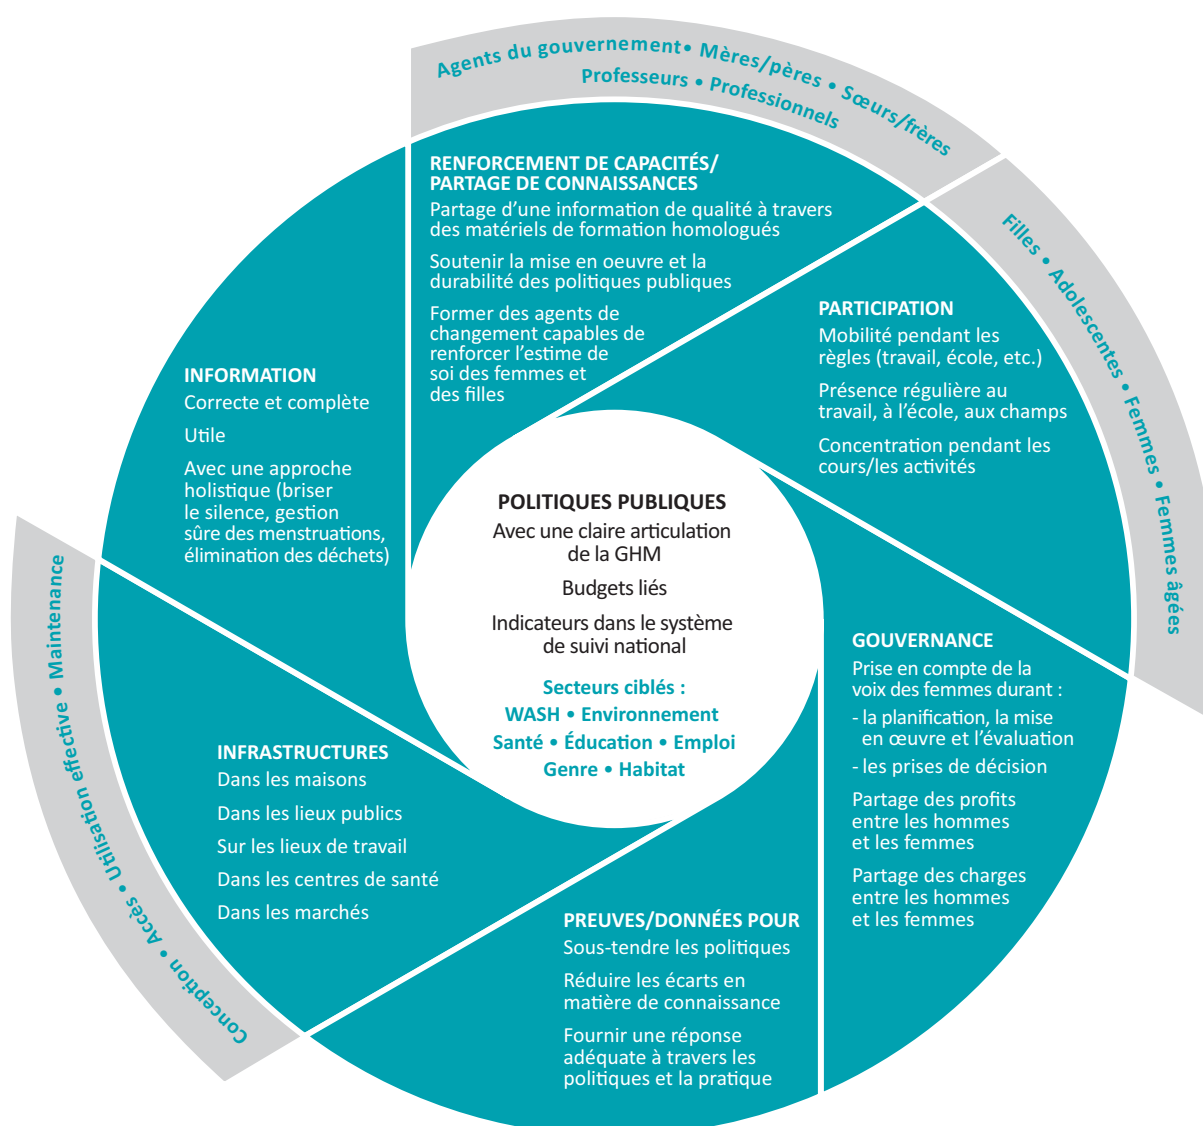 Agents du gouvernement• Mères/pères • Sœurs/frères
Professeurs • Professionnels
RENFORCEMENT DE CAPACITÉS/
PARTAGE DE CONNAISSANCES
Partage d'une information de qualité à travers
des matériels de formation homologués
Soutenir la mise en oeuvre et la
durabilité des politiques publiques
Former des agents de
changement capables de
renforcer l'estime de
soi des femmes et
des filles
Filles • Adolescentes • Femmes • Femmes âgées
PARTICIPATION
Mobilité pendant les
règles (travail, école, etc.)
Présence régulière au
travail, à l'école, aux champs
Concentration pendant les
cours/les activités
INFORMATION
Correcte et complète
Utile
Avec une approche
holistique (briser
le silence, gestion
sûre des menstruations,
élimination des déchets)
POLITIQUES PUBLIQUES
Avec une claire articulation
de la GHM
Budgets liés
Indicateurs dans le système
de suivi national
Secteurs ciblés :
WASH • Environnement
Santé • Éducation • Emploi
Genre • Habitat
GOUVERNANCE
Prise en compte de la
voix des femmes durant :
- la planification, la mise
en œuvre et l'évaluation
- les prises de décision
Partage des profits
entre les hommes
et les femmes
Partage des charges
entre les hommes
et les femmes
Conception • Accès • Utilisation effective • Maintenance
INFRASTRUCTURES
Dans les maisons
Dans les lieux publics
Sur les lieux de travail
Dans les centres de santé
Dans les marchés
PREUVES/DONNÉES POUR
Sous-tendre les politiques
Réduire les écarts en
matière de connaissance
Fournir une réponse
adéquate à travers les
politiques et la pratique